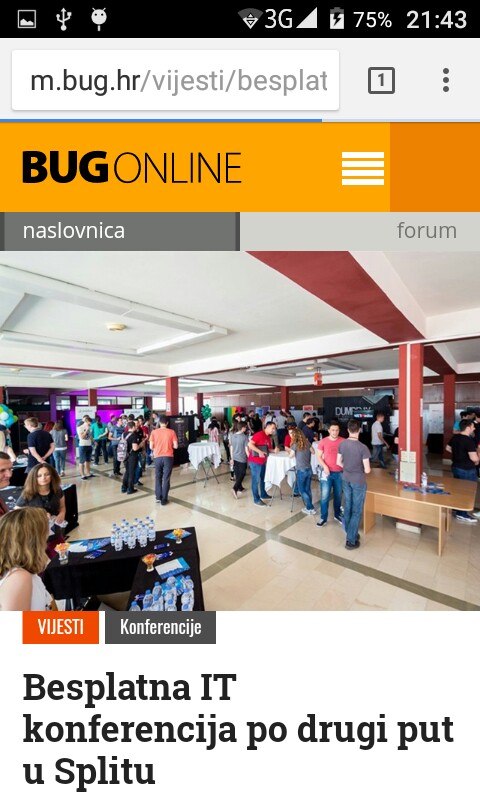 3G 75% 21:43
m.bug.hr/vijesti/besplat
1
BUG ONLINE
naslovnica forum
VIJESTI Konferencije
Besplatna IT
konferencija po drugi put
u Splitu